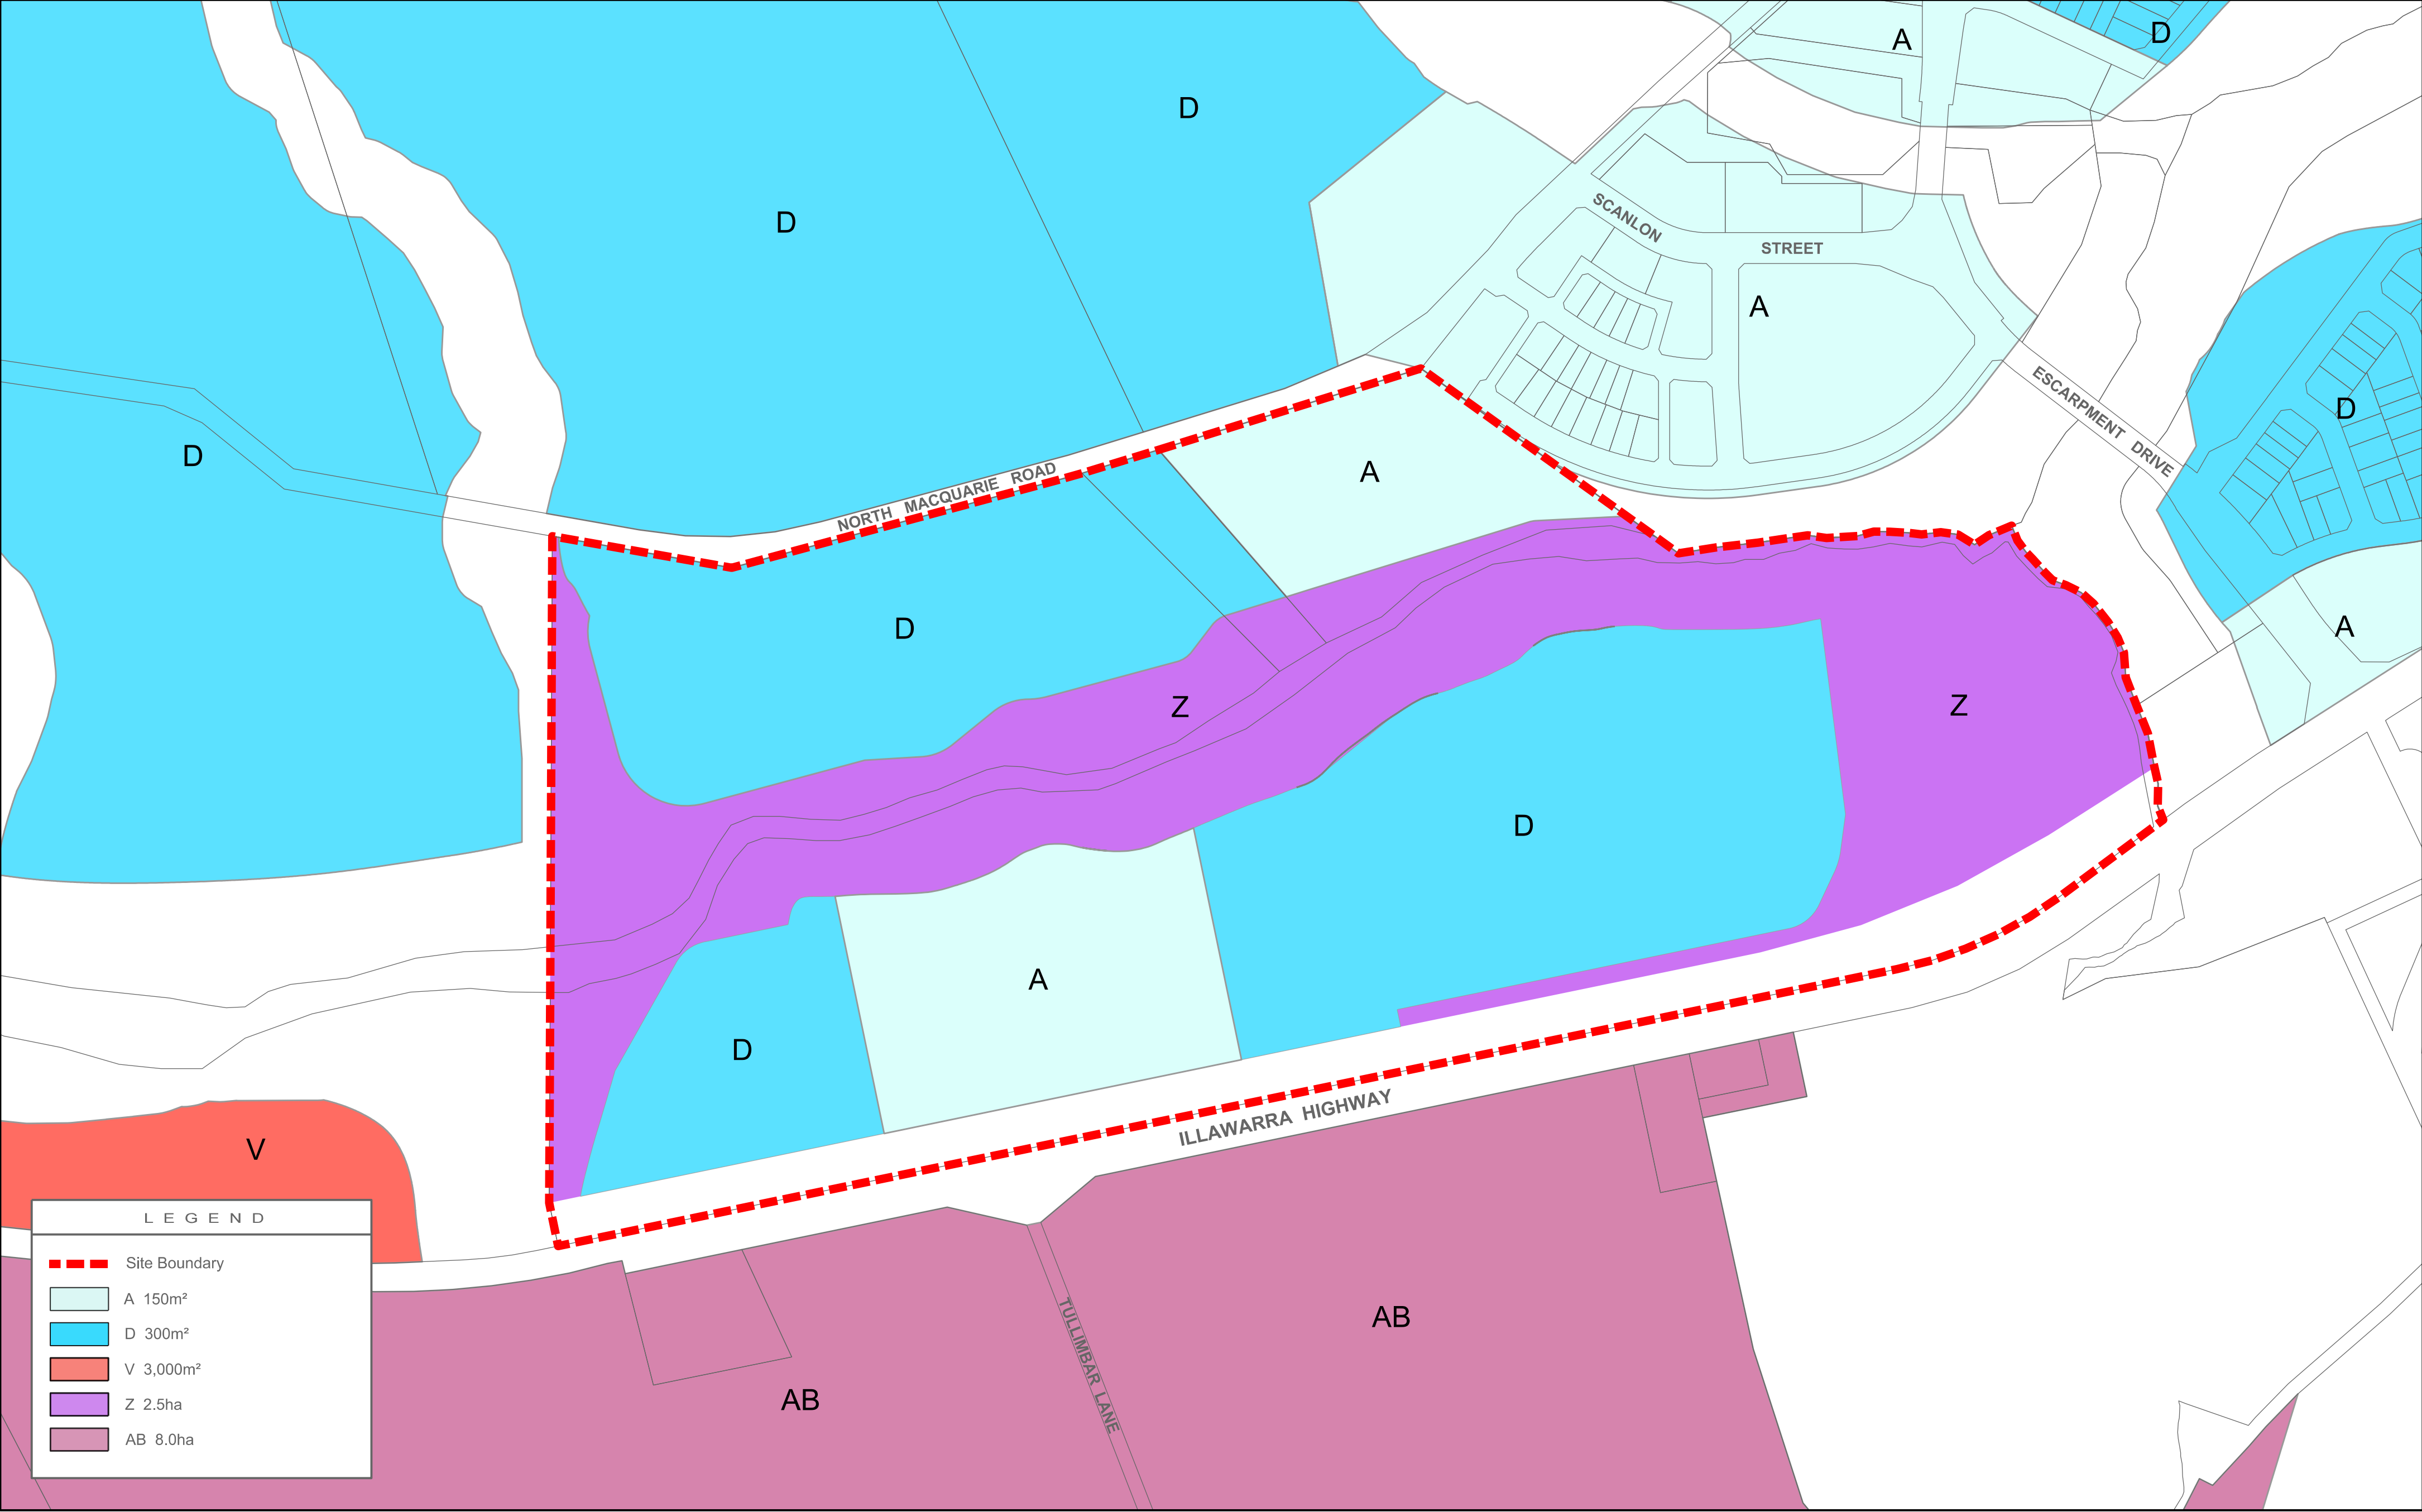 D
A
D
D
SCANLON
STREET
A
ESCARPMENT DRIVE
D
D
A
NORTH MACQUARIE ROAD
D
A
Z
Z
D
A
D
V
ILLAWARRA HIGHWAY
TULLIMBAR LANE
AB
AB
LEGEND
Site Boundary
A 150m²
D 300m²
V 3,000m²
Z 2.5ha
AB 8.0ha